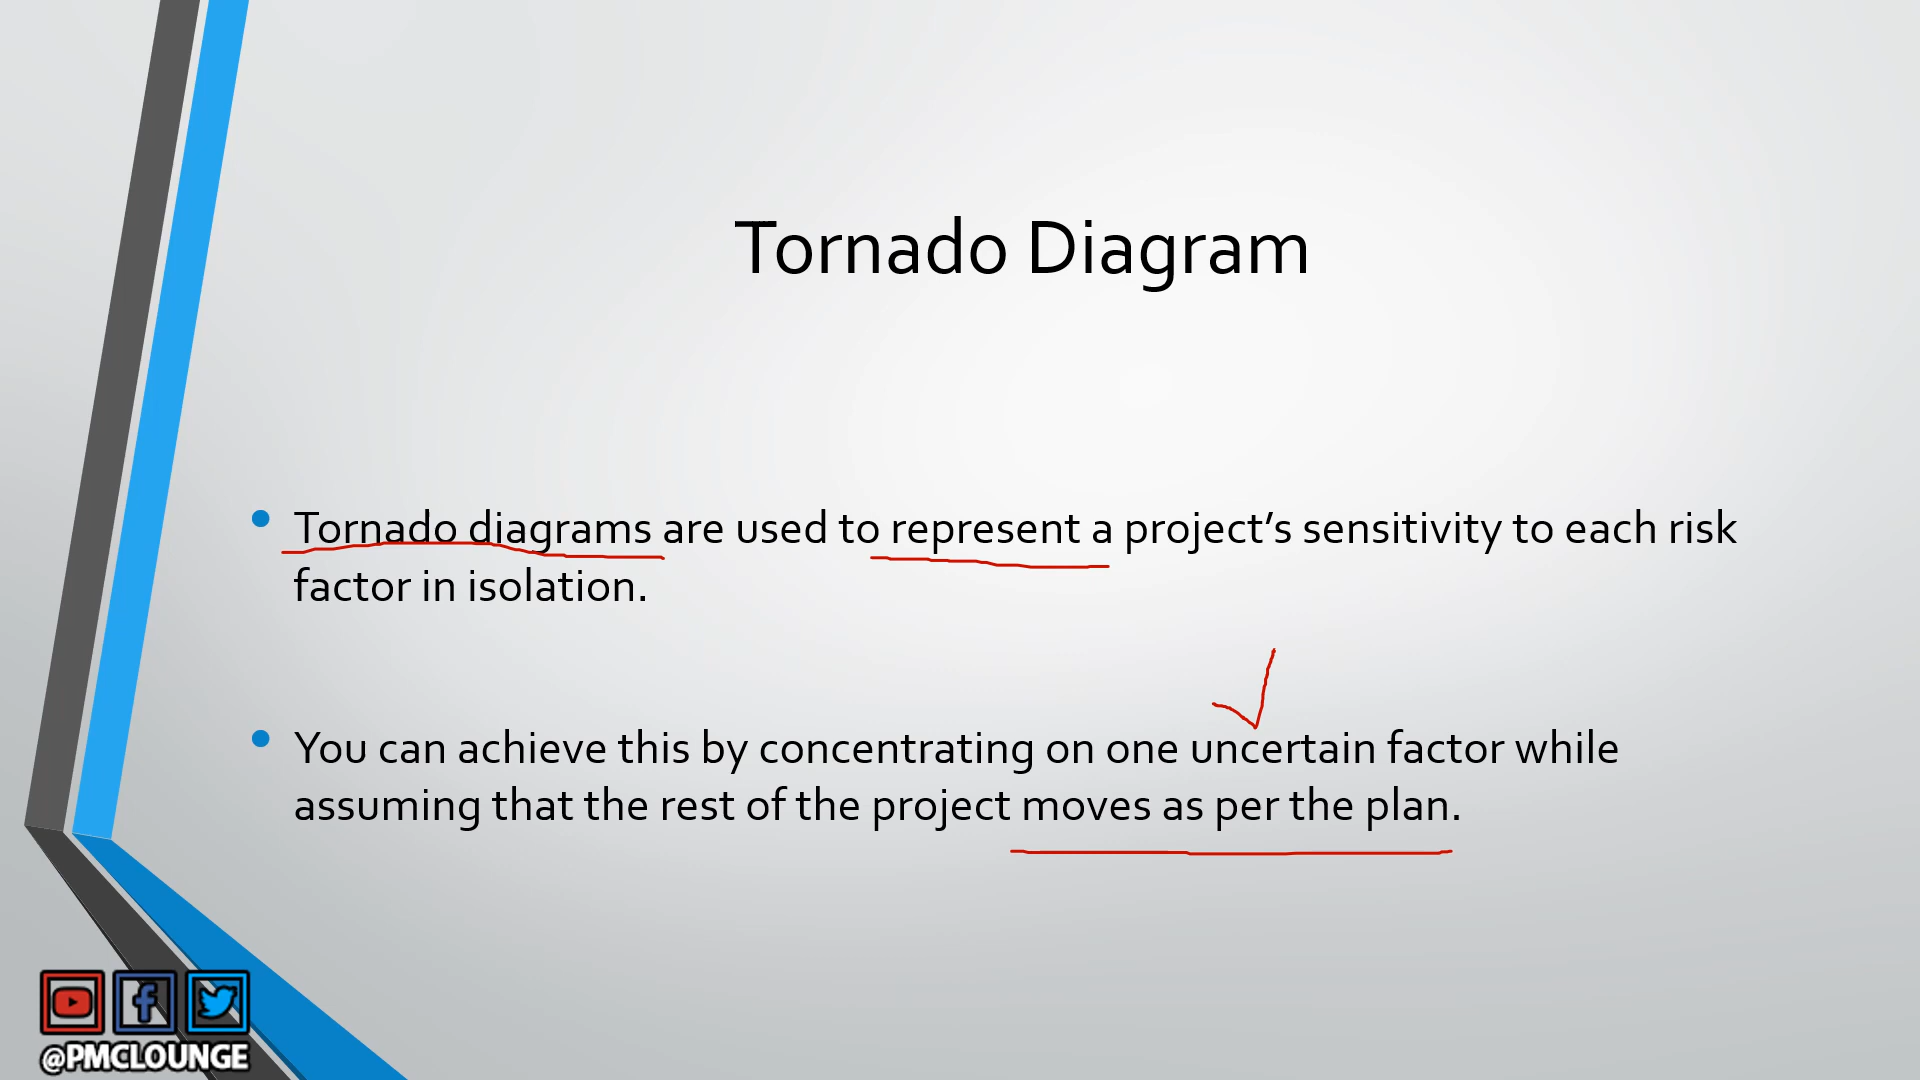 Tornado Diagram
Tornado diagrams are used to represent a project’s sensitivity to each risk
factor in isolation.
You can achieve this by concentrating on one uncertain factor while
assuming that the rest of the project moves as per the plan.
@PMCLOUNGE